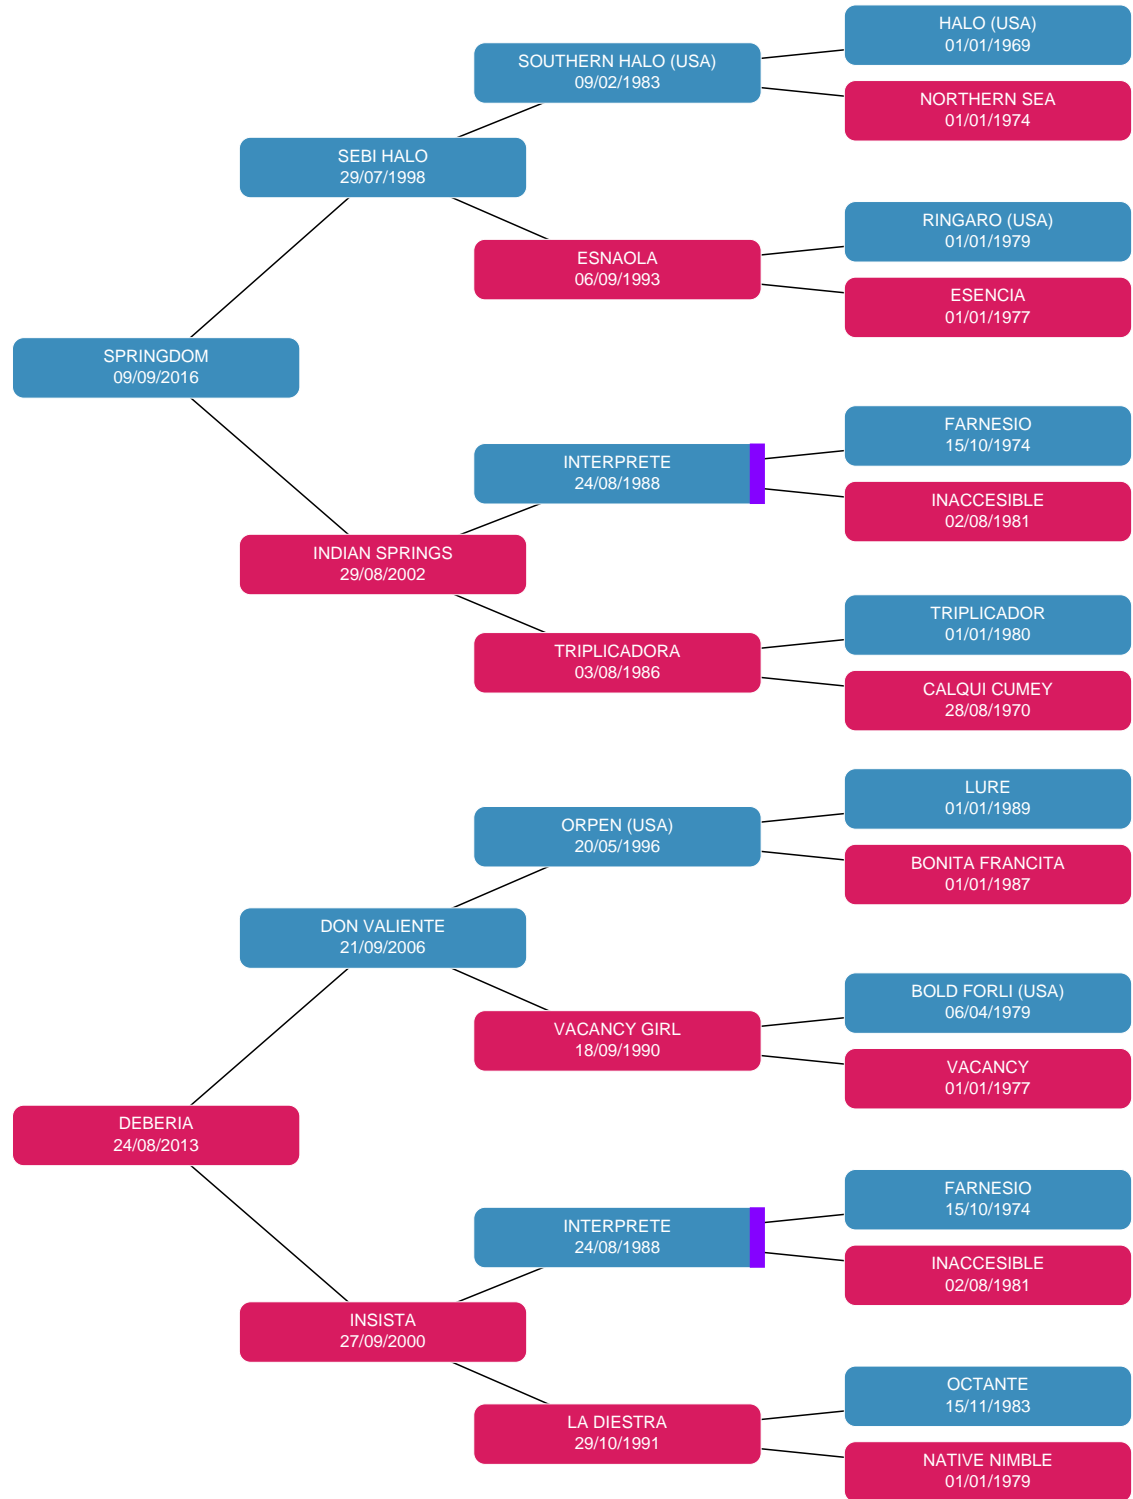 HALO (USA)
01/01/1969
SOUTHERN HALO (USA)
09/02/1983
NORTHERN SEA
01/01/1974
SEBI HALO
29/07/1998
RINGARO (USA)
01/01/1979
ESNAOLA
06/09/1993
ESENCIA
01/01/1977
SPRINGDOM
09/09/2016
FARNESIO
15/10/1974
INTERPRETE
24/08/1988
INACCESIBLE
02/08/1981
INDIAN SPRINGS
29/08/2002
TRIPLICADOR
01/01/1980
TRIPLICADORA
03/08/1986
CALQUI CUMEY
28/08/1970
LURE
01/01/1989
ORPEN (USA)
20/05/1996
BONITA FRANCITA
01/01/1987
DON VALIENTE
21/09/2006
BOLD FORLI (USA)
06/04/1979
VACANCY GIRL
18/09/1990
VACANCY
01/01/1977
DEBERIA
24/08/2013
FARNESIO
15/10/1974
INTERPRETE
24/08/1988
INACCESIBLE
02/08/1981
INSISTA
27/09/2000
OCTANTE
15/11/1983
LA DIESTRA
29/10/1991
NATIVE NIMBLE
01/01/1979